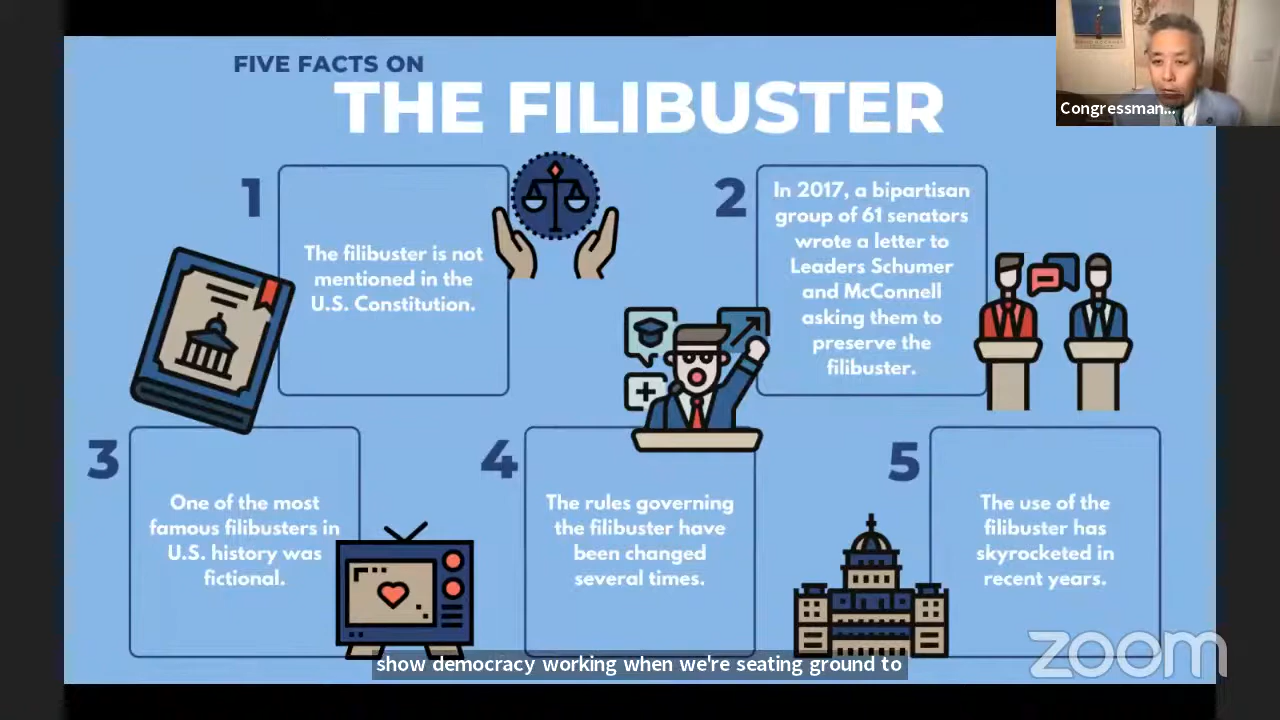 FIVE FACTS ON
THE FILIBUSTER
Congressman...
1
The filibuster is not
mentioned in the
U.S. Constitution.
2
In 2017, a bipartisan
group of 61 senators
wrote a letter to
Leaders Schumer
and McConnell
asking them to
preserve the
filibuster.
3
One of the most
famous filibusters in
U.S. history was
fictional.
4
The rules governing
the filibuster have
been changed
several times.
5
The use of the
filibuster has
skyrocketed in
recent years.
show democracy working when we're seating ground to
zoom